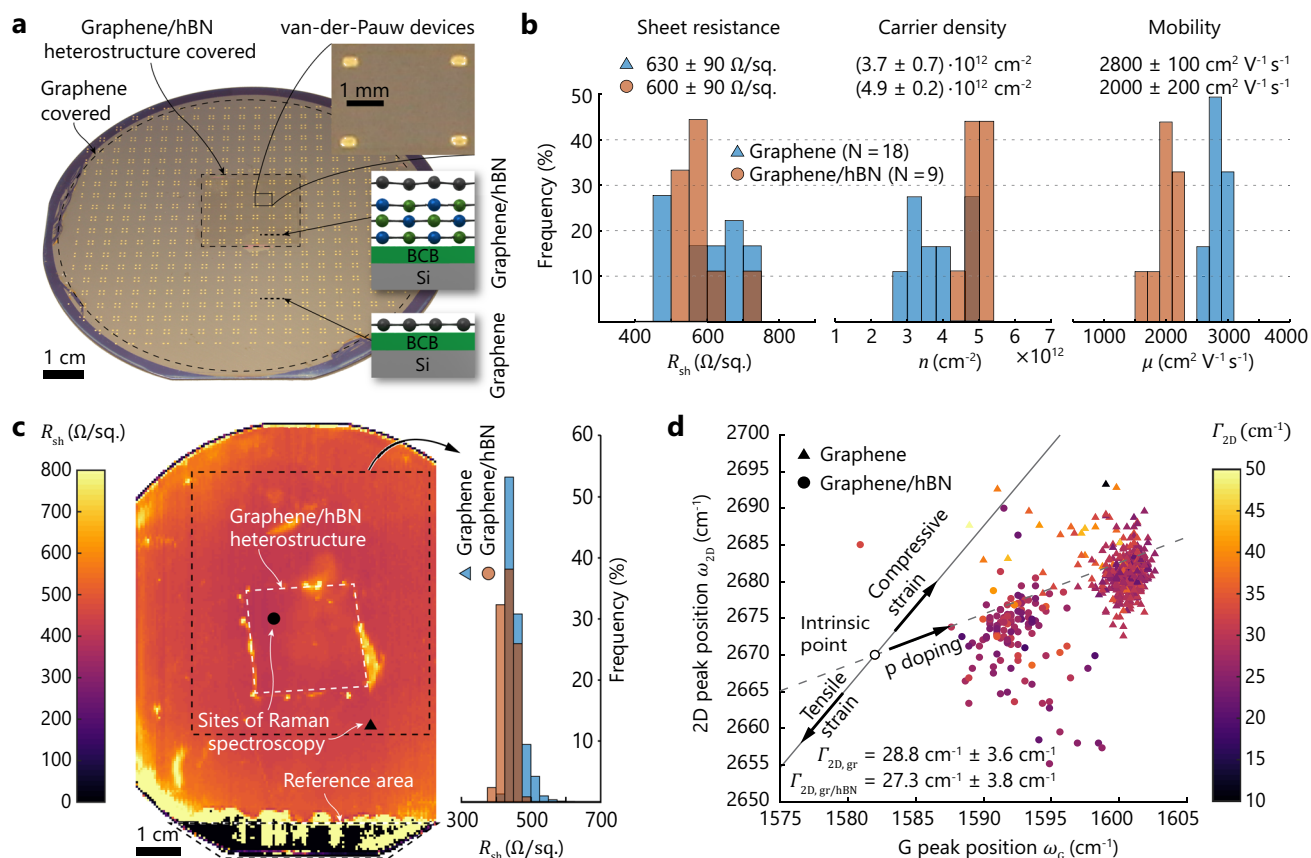 a
Graphene/hBN
heterostructure covered
Graphene
covered
van-der-Pauw devices
1 mm
BCB
Si
Graphene/hBN
BCB
Si
Graphene
1 cm
b
Sheet resistance
Carrier density
Mobility
630 ± 90 Ω/sq.
(3.7 ± 0.7) ·10¹² cm⁻²
2800 ± 100 cm² V⁻¹ s⁻¹
600 ± 90 Ω/sq.
(4.9 ± 0.2) ·10¹² cm⁻²
2000 ± 200 cm² V⁻¹ s⁻¹
Graphene (N = 18)
Graphene/hBN (N = 9)
Frequency (%)
50
40
30
20
10
300 600 900
R_sh (Ω/sq.)
1 2 3 4 5 6 7
n (cm⁻²)
×10¹²
1000 2000 3000 4000
μ (cm² V⁻¹ s⁻¹)
c
R_sh (Ω/sq.)
800
700
600
500
400
300
200
100
0
Graphene/hBN
heterostructure
Sites of Raman
spectroscopy
Reference area
1 cm
Graphene
Graphene/hBN
60
50
40
30
20
10
Frequency (%)
300 500 700
R_sh (Ω/sq.)
d
2D peak position ω_2D (cm⁻¹)
2700
2695
2690
2685
2680
2675
2670
2665
2660
2655
2650
Graphene
Graphene/hBN
Compressive
strain
Intrinsic
point
p doping
Tensile
strain
Γ_2D, gr = 28.8 cm⁻¹ ± 3.6 cm⁻¹
Γ_2D, gr/hBN = 27.3 cm⁻¹ ± 3.8 cm⁻¹
1575 1580 1585 1590 1595 1600 1605
G peak position ω_G (cm⁻¹)
Γ_2D (cm⁻¹)
50
45
40
35
30
25
20
15
10